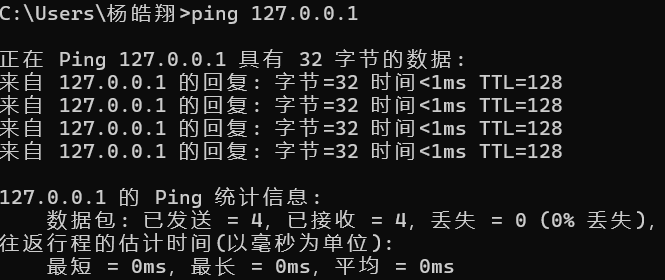 C:\Users\杨皓翔>ping 127.0.0.1
正在 Ping 127.0.0.1 具有 32 字节的数据:
来自 127.0.0.1 的回复: 字节=32 时间<1ms TTL=128
来自 127.0.0.1 的回复: 字节=32 时间<1ms TTL=128
来自 127.0.0.1 的回复: 字节=32 时间<1ms TTL=128
来自 127.0.0.1 的回复: 字节=32 时间<1ms TTL=128
127.0.0.1 的 Ping 统计信息:
数据包: 已发送 = 4，已接收 = 4，丢失 = 0 (0% 丢失)，
往返行程的估计时间(以毫秒为单位):
最短 = 0ms，最长 = 0ms，平均 = 0ms